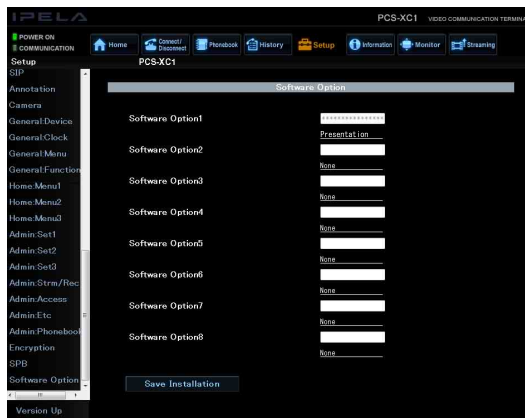 IPELA
PCS-XC1 VIDEO COMMUNICATION TERMINA
POWER ON
COMMUNICATION
Home
Connect/
Disconnect
Phonebook
History
Setup
Information
Monitor
Streaming
Setup
PCS-XC1
SIP
Annotation
Camera
General:Device
General:Clock
General:Menu
General:Function
Home:Menu1
Home:Menu2
Home:Menu3
Admin:Set1
Admin:Set2
Admin:Set3
Admin:Strm/Rec
Admin:Access
Admin:Etc
Admin:Phonebook
Encryption
SPB
Software Option
Version Up
Software Option
Software Option1
****************
Presentation
Software Option2
None
Software Option3
None
Software Option4
None
Software Option5
None
Software Option6
None
Software Option7
None
Software Option8
None
Save Installation